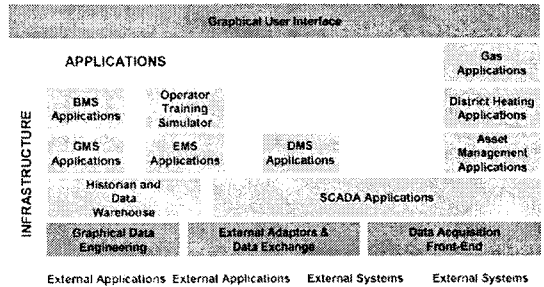 Graphical User Interface
APPLICATIONS
Gas
Applications
BMS
Applications
Operator
Training
Simulator
District Heating
Applications
GMS
Applications
EMS
Applications
DMS
Applications
Asset
Management
Applications
INFRASTRUCTURE
Historian and
Data
Warehouse
SCADA Applications
Graphical Data
Engineering
External Adaptors &
Data Exchange
Data Acquisition
Front-End
External Applications External Applications External Systems External Systems